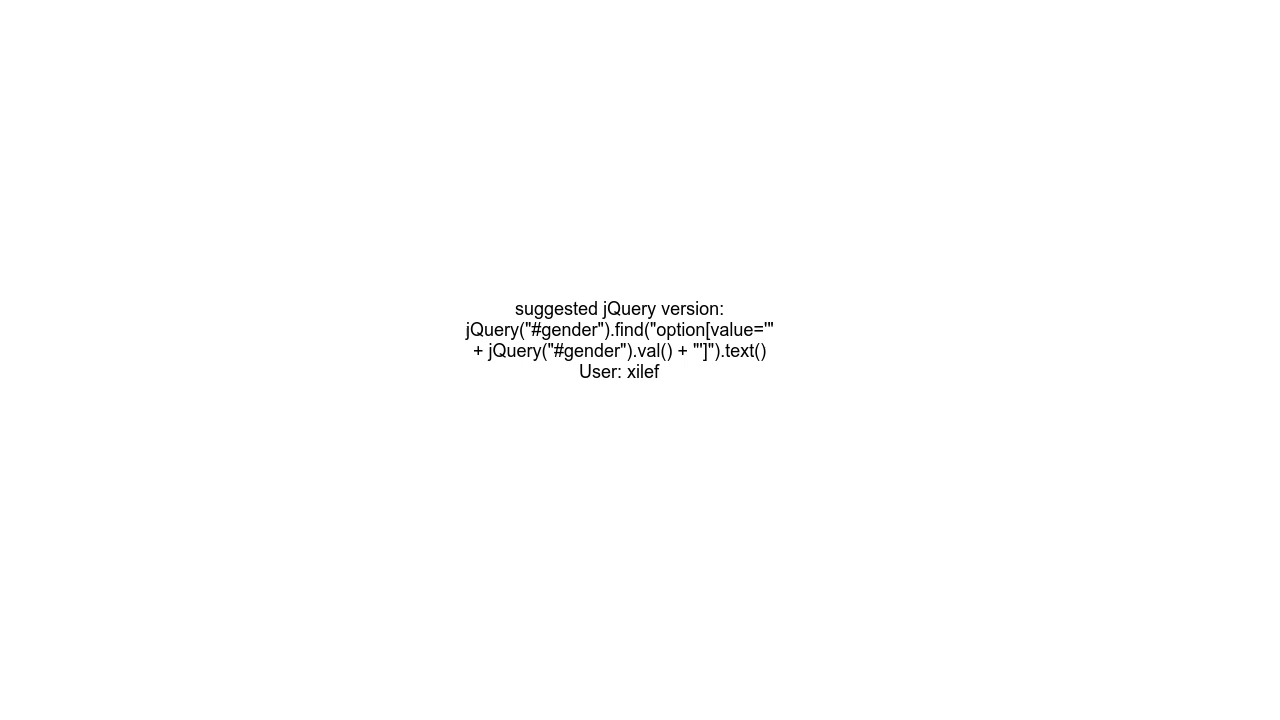 suggested jQuery version:
jQuery("#gender").find("option[value='"
+ jQuery("#gender").val() + "']").text()
User: xilef